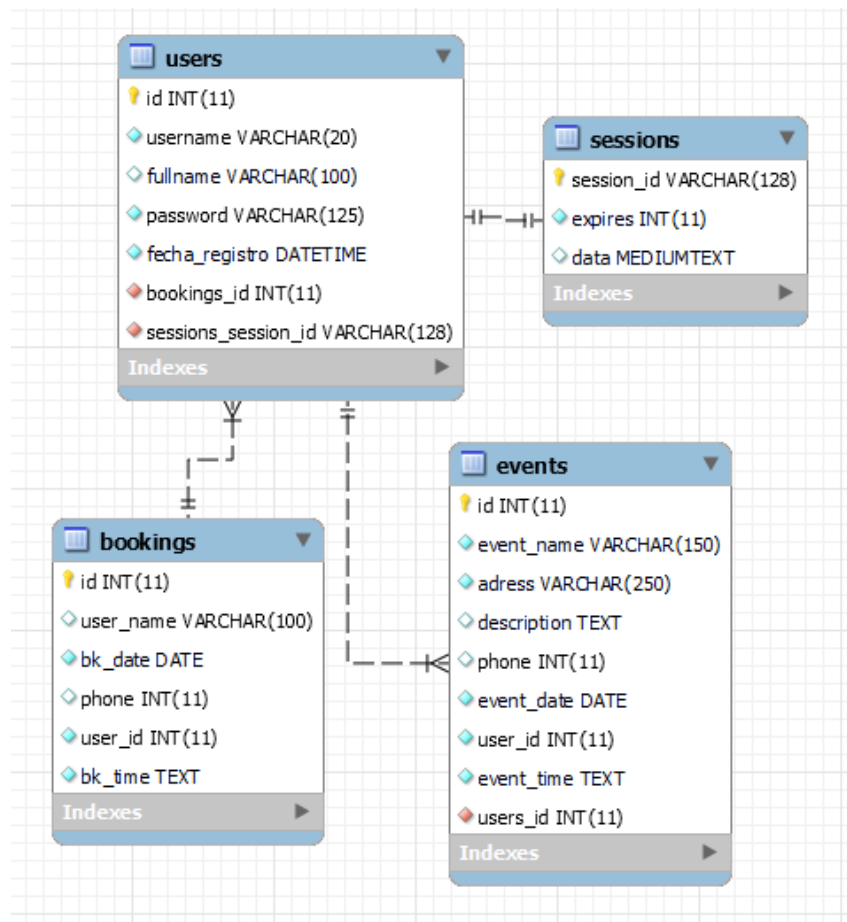 users
id INT(11)
username VARCHAR(20)
fullname VARCHAR(100)
password VARCHAR(125)
fecha_registro DATETIME
bookings_id INT(11)
sessions_session_id VARCHAR(128)
Indexes
sessions
session_id VARCHAR(128)
expires INT(11)
data MEDIUMTEXT
Indexes
bookings
id INT(11)
user_name VARCHAR(100)
bk_date DATE
phone INT(11)
user_id INT(11)
bk_time TEXT
Indexes
events
id INT(11)
event_name VARCHAR(150)
adress VARCHAR(250)
description TEXT
phone INT(11)
event_date DATE
user_id INT(11)
event_time TEXT
users_id INT(11)
Indexes